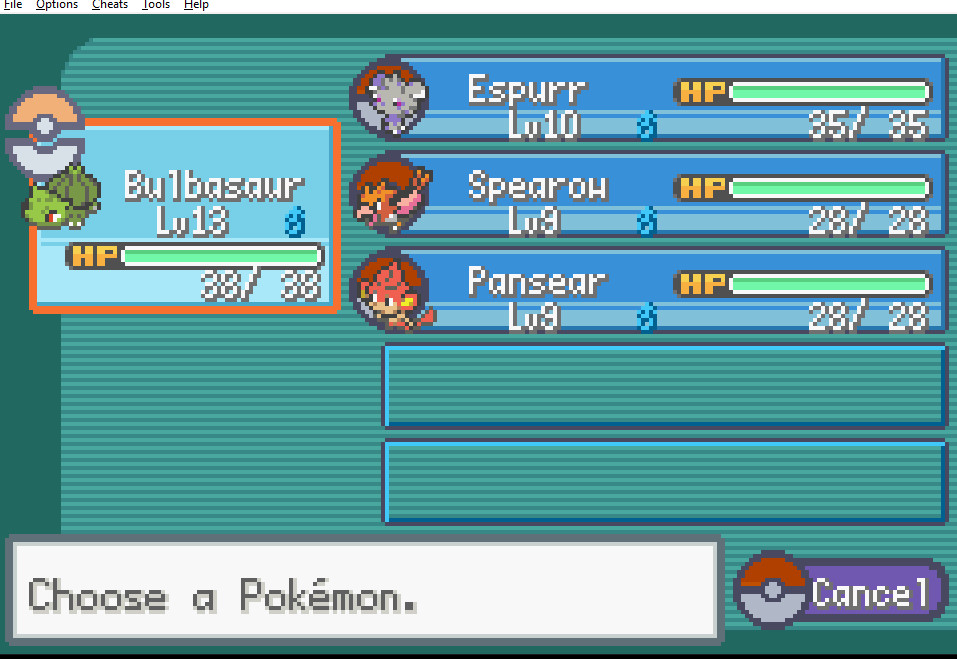 File Options Cheats Tools Help
Bulbasaur
Lv13
HP
38/ 38
Espurr HP
Lv10 35/ 35
Spearow HP
Lv9 28/ 28
Pansear HP
Lv9 28/ 28
Choose a Pokémon.
Cancel